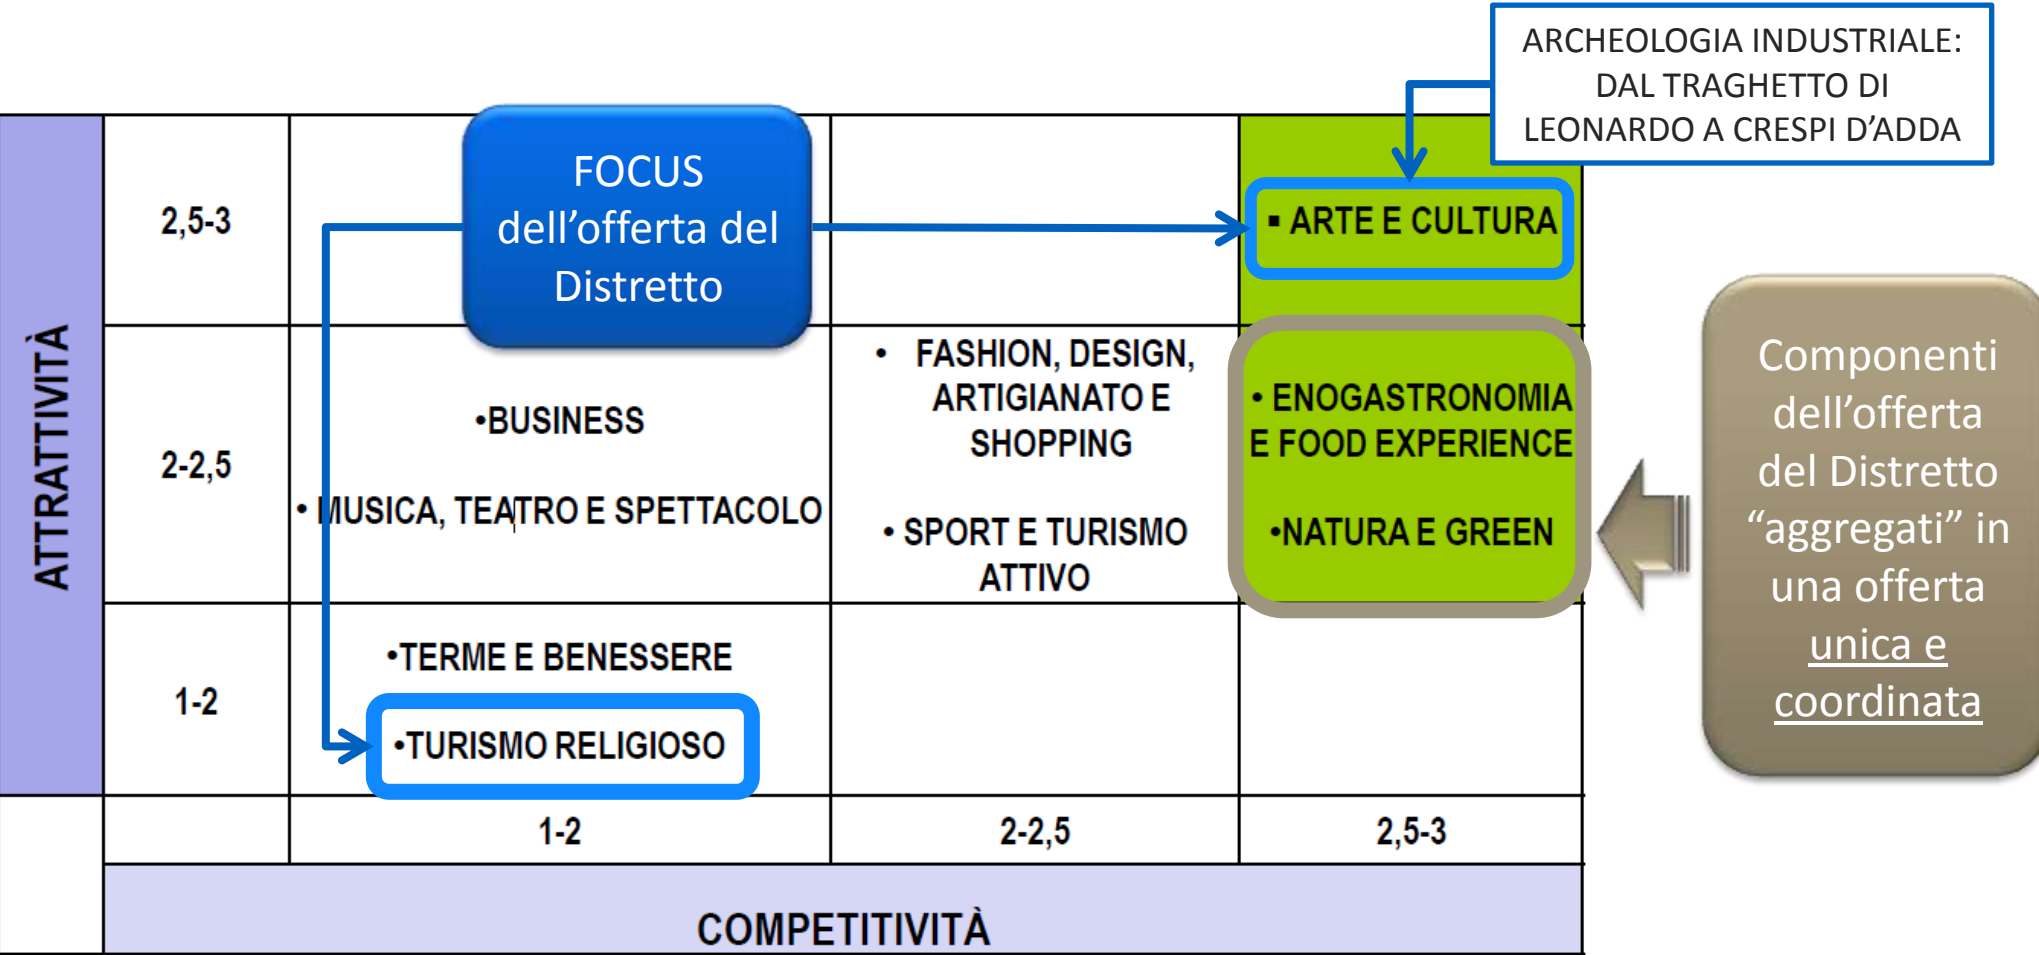 ARCHEOLOGIA INDUSTRIALE:
DAL TRAGHETTO DI
LEONARDO A CRESPI D'ADDA
FOCUS
dell'offerta del
Distretto
ATTRATTIVITÀ
2,5-3
▪ ARTE E CULTURA
2-2,5
•BUSINESS
• MUSICA, TEATRO E SPETTACOLO
• FASHION, DESIGN,
ARTIGIANATO E
SHOPPING
• SPORT E TURISMO
ATTIVO
• ENOGASTRONOMIA
E FOOD EXPERIENCE
•NATURA E GREEN
Componenti
dell'offerta
del Distretto
“aggregati” in
una offerta
unica e
coordinata
1-2
•TERME E BENESSERE
•TURISMO RELIGIOSO
1-2
2-2,5
2,5-3
COMPETITIVITÀ